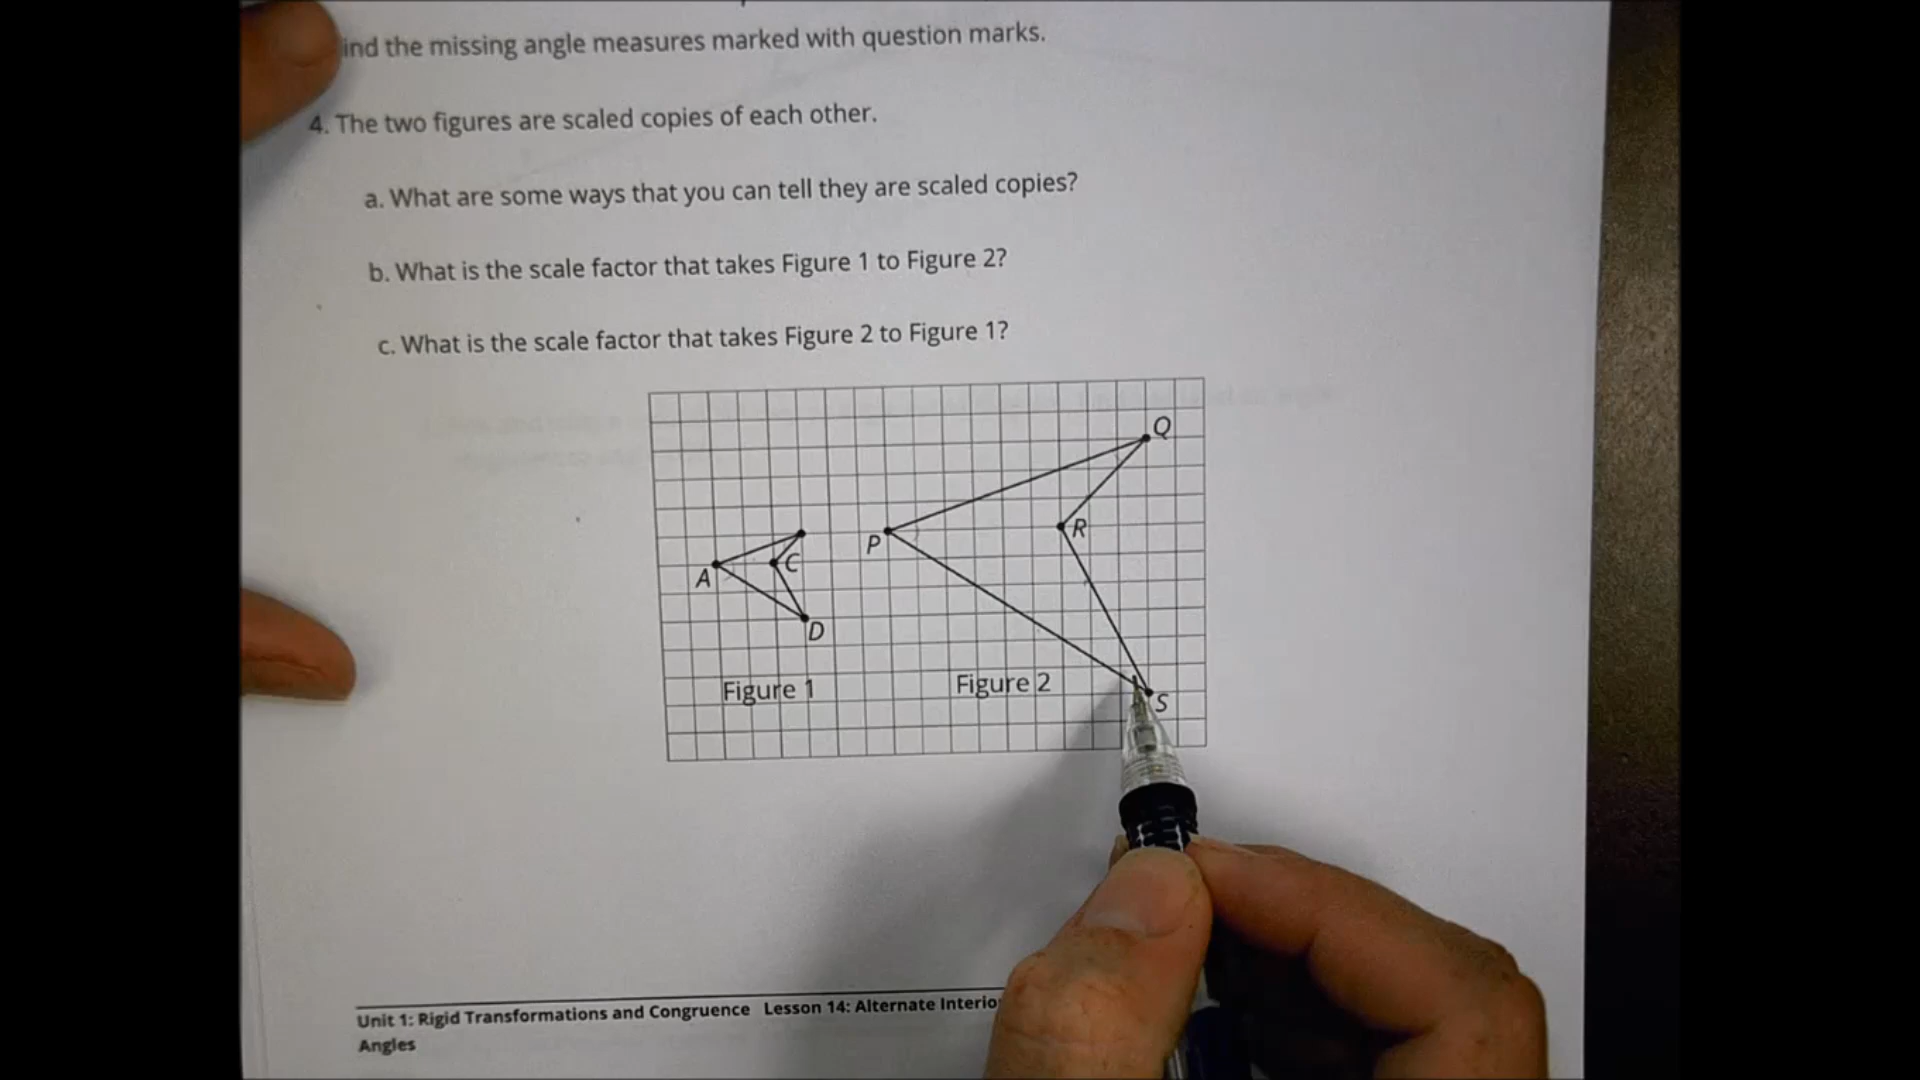 ind the missing angle measures marked with question marks.
4. The two figures are scaled copies of each other.
a. What are some ways that you can tell they are scaled copies?
b. What is the scale factor that takes Figure 1 to Figure 2?
c. What is the scale factor that takes Figure 2 to Figure 1?
Q
P
R
A
C
D
S
Figure 1
Figure 2
Unit 1: Rigid Transformations and Congruence Lesson 14: Alternate Interio
Angles